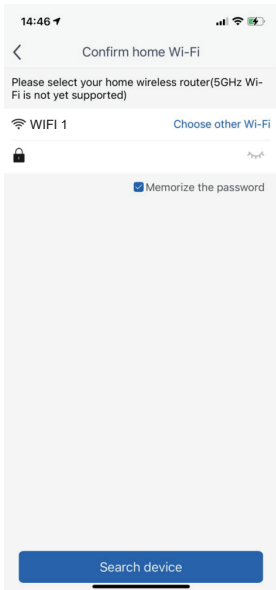 14:46
Confirm home Wi-Fi
Please select your home wireless router(5GHz Wi-
Fi is not yet supported)
WIFI 1 Choose other Wi-Fi
Memorize the password
Search device